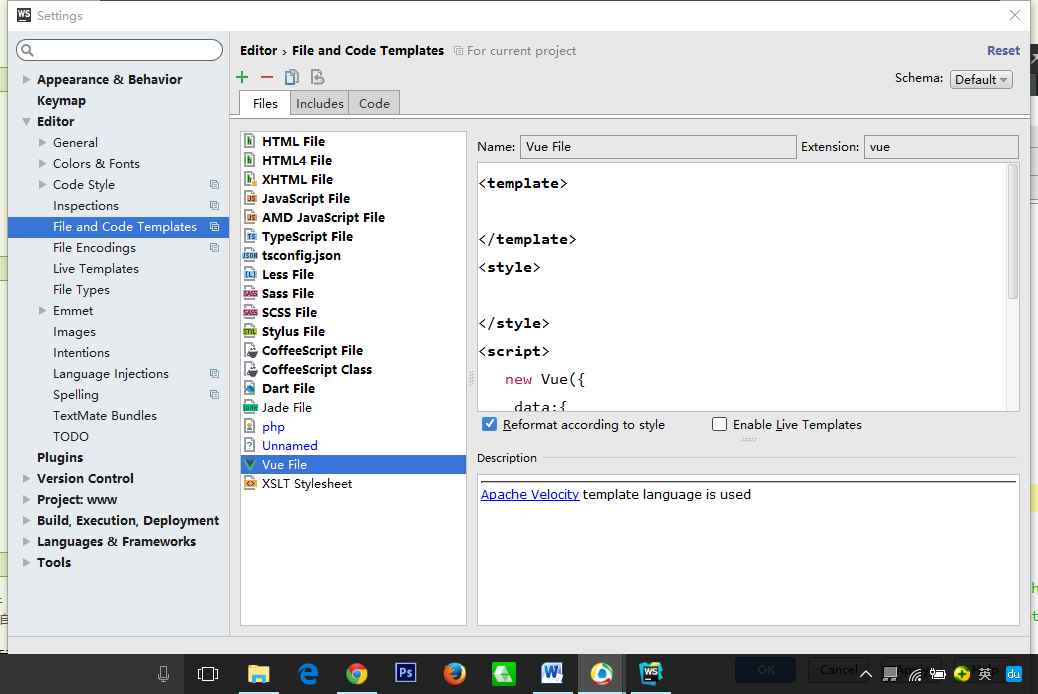 WS Settings
Editor › File and Code Templates For current project Reset
Schema: Default
Files Includes Code
Appearance & Behavior
Keymap
Editor
General
Colors & Fonts
Code Style
Inspections
File and Code Templates
File Encodings
Live Templates
File Types
Emmet
Images
Intentions
Language Injections
Spelling
TextMate Bundles
TODO
Plugins
Version Control
Project: www
Build, Execution, Deployment
Languages & Frameworks
Tools
HTML File
HTML4 File
XHTML File
JavaScript File
AMD JavaScript File
TypeScript File
tsconfig.json
Less File
Sass File
SCSS File
Stylus File
CoffeeScript File
CoffeeScript Class
Dart File
Jade File
php
Unnamed
Vue File
XSLT Stylesheet
Name: Vue File Extension: vue
<template>
</template>
<style>
</style>
<script>
new Vue({
data:{
Reformat according to style Enable Live Templates
Description
Apache Velocity template language is used
OK Cancel
Ps W WS 英 du